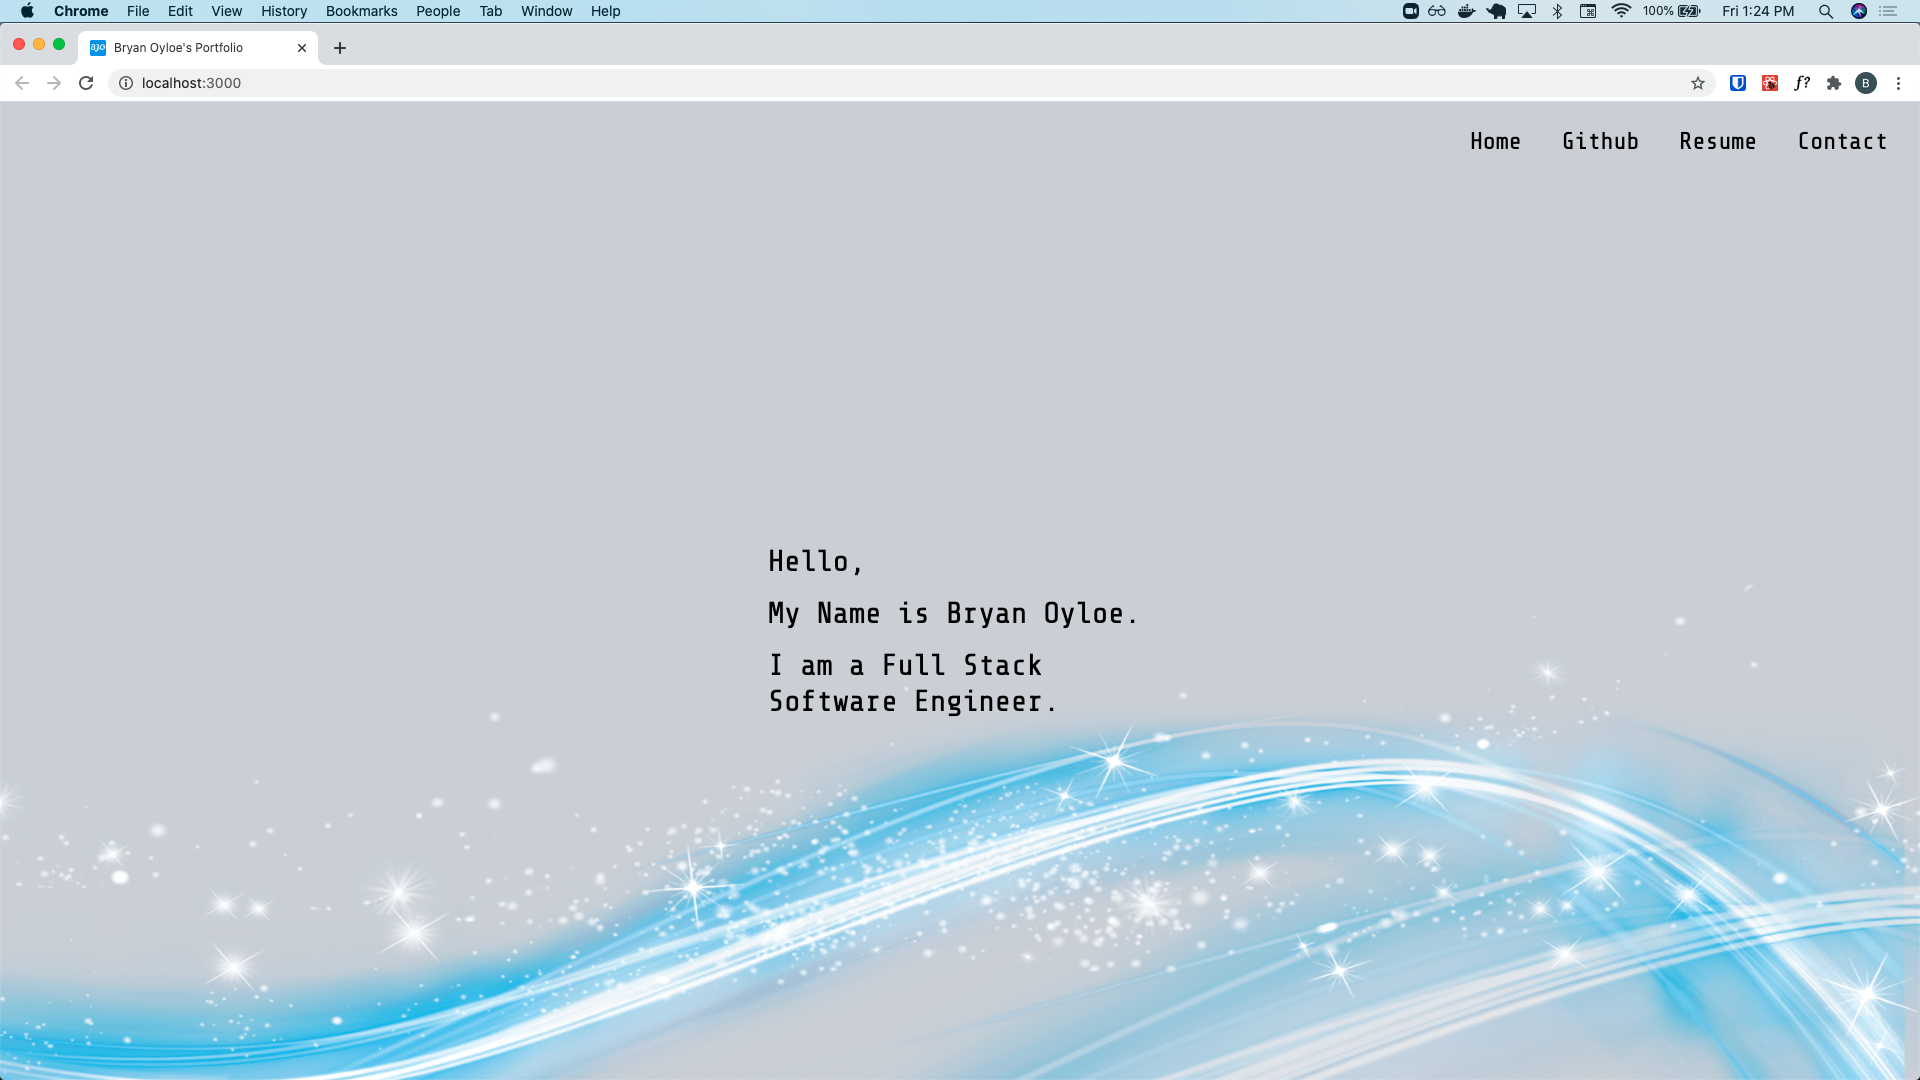 Chrome File Edit View History Bookmarks People Tab Window Help 100% Fri 1:24 PM
Bryan Oyloe's Portfolio
localhost:3000 f? B
Home Github Resume Contact
Hello,
My Name is Bryan Oyloe.
I am a Full Stack
Software Engineer.